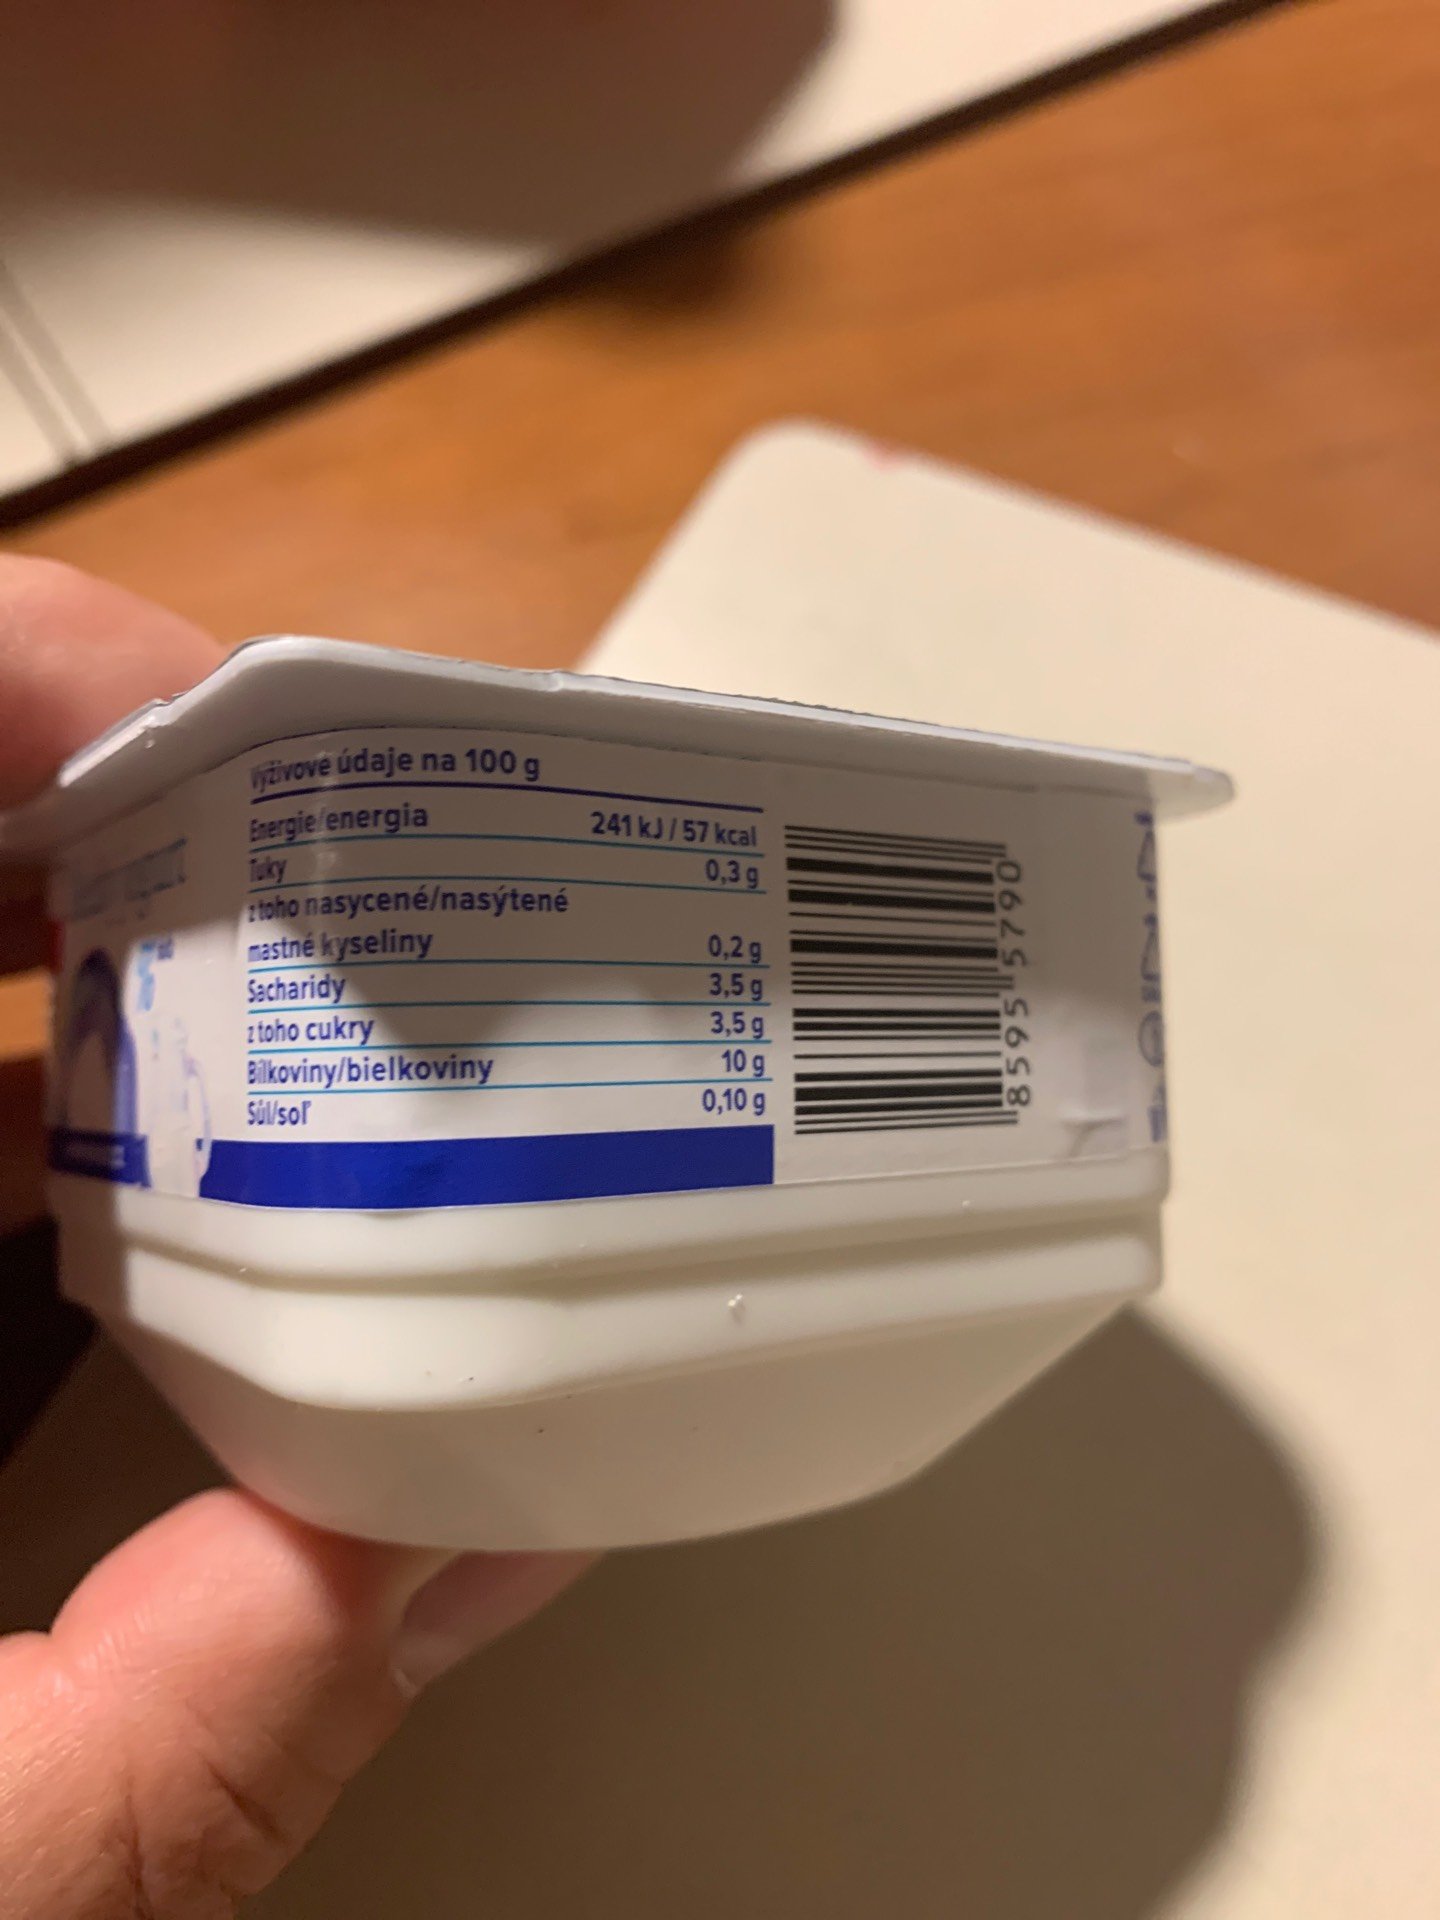 Výživové údaje na 100 g
Energie/energia 241 kJ / 57 kcal
Tuky 0,3 g
z toho nasycené/nasýtené
mastné kyseliny 0,2 g
Sacharidy 3,5 g
z toho cukry 3,5 g
Bílkoviny/bielkoviny 10 g
Sůl/soľ 0,10 g
8595 5790